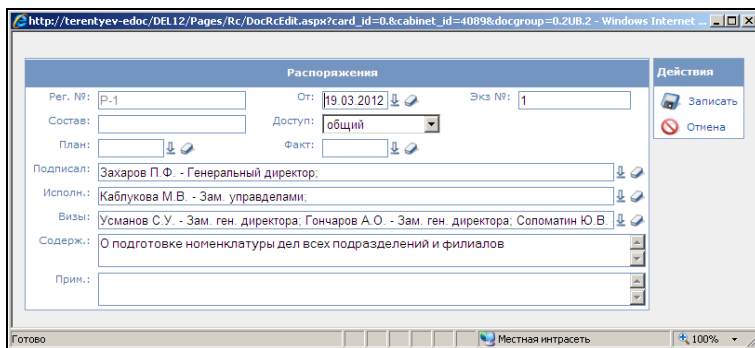 http://terentyev-edoc/DEL12/Pages/Rc/DocRcEdit.aspx?card_id=0.&cabinet_id=4089&docgroup=0.2UB.2 - Windows Internet ...
Распоряжения
Действия
Рег. №: Р-1 От: 19.03.2012 Экз №: 1
Записать
Состав: Доступ: общий
Отмена
План: Факт:
Подписал: Захаров П.Ф. - Генеральный директор;
Исполн.: Каблукова М.В. - Зам. управделами;
Визы: Усманов С.У. - Зам. ген. директора; Гончаров А.О. - Зам. ген. директора; Соломатин Ю.В.
Содерж.: О подготовке номенклатуры дел всех подразделений и филиалов
Прим.:
Готово Местная интрасеть 100%